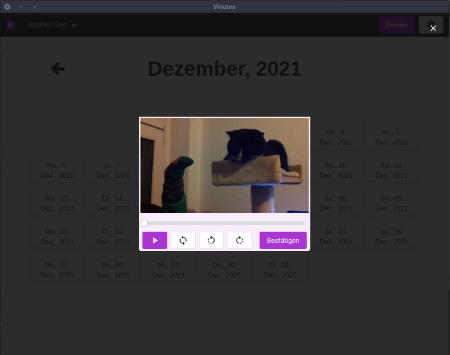 Vinutes
Another One
Render
Dezember, 2021
Sa., 4.
So., 5.
Dez., 2021
Dez., 2021
Mo., 6.
Di., 7.
Sa., 11.
So., 12.
Dez., 2021
Dez., 2021
Dez., 2021
Dez., 2021
Mo., 13.
Di., 14.
Sa., 18.
So., 19.
Dez., 2021
Dez., 2021
Dez., 2021
Dez., 2021
Mo., 20.
Di., 21.
Sa., 25.
So., 26.
Dez., 2021
Dez., 2021
Dez., 2021
Dez., 2021
Bestätigen
Mo., 27.
Di., 28.
Mi., 29.
Do., 30.
Fr., 31.
Dez., 2021
Dez., 2021
Dez., 2021
Dez., 2021
Dez., 2021